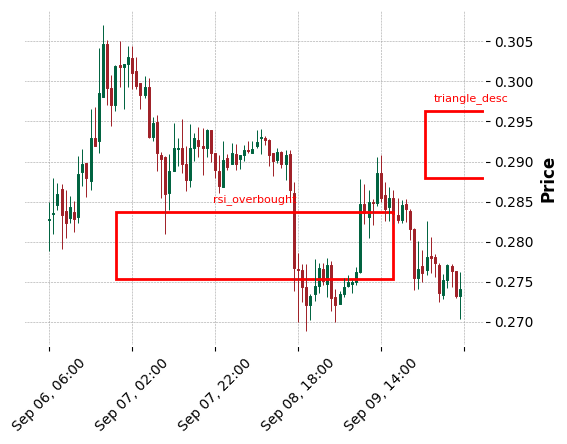 0.305
0.300
triangle_desc
0.295
0.290
rsi_overbought
0.285
0.280
0.275
0.270
Price
Sep 06, 06:00
Sep 07, 02:00
Sep 07, 22:00
Sep 08, 18:00
Sep 09, 14:00